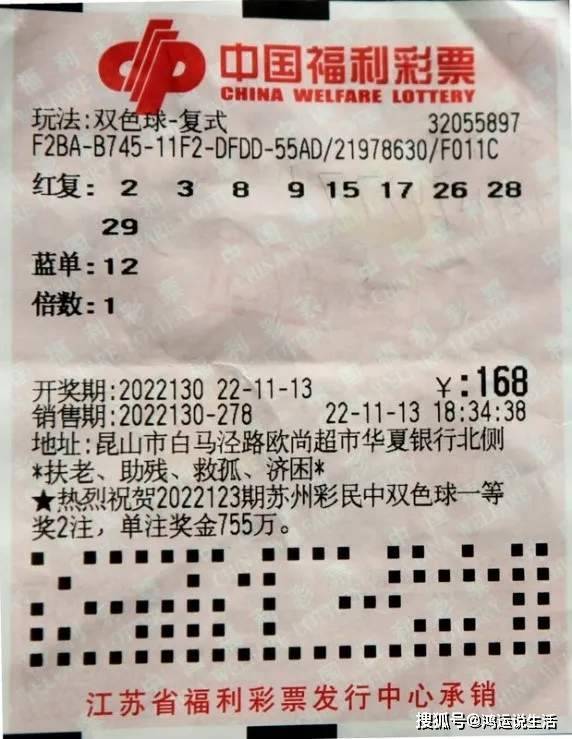 中国福利彩票
CHINA WELFARE LOTTERY
玩法:双色球-复式 32055897
F2BA-B745-11F2-DFDD-55AD/21978630/F011C
红复: 2 3 8 9 15 17 26 28
29
蓝单:12
倍数:1
开奖期:2022130 22-11-13 ¥:168
销售期:2022130-278 22-11-13 18:34:38
地址:昆山市白马泾路欧尚超市华夏银行北侧
*扶老、助残、救孤、济困*
★热烈祝贺2022123期苏州彩民中双色球一等
奖2注，单注奖金755万。
江苏省福利彩票发行中心承销
搜狐号@鸿运说生活